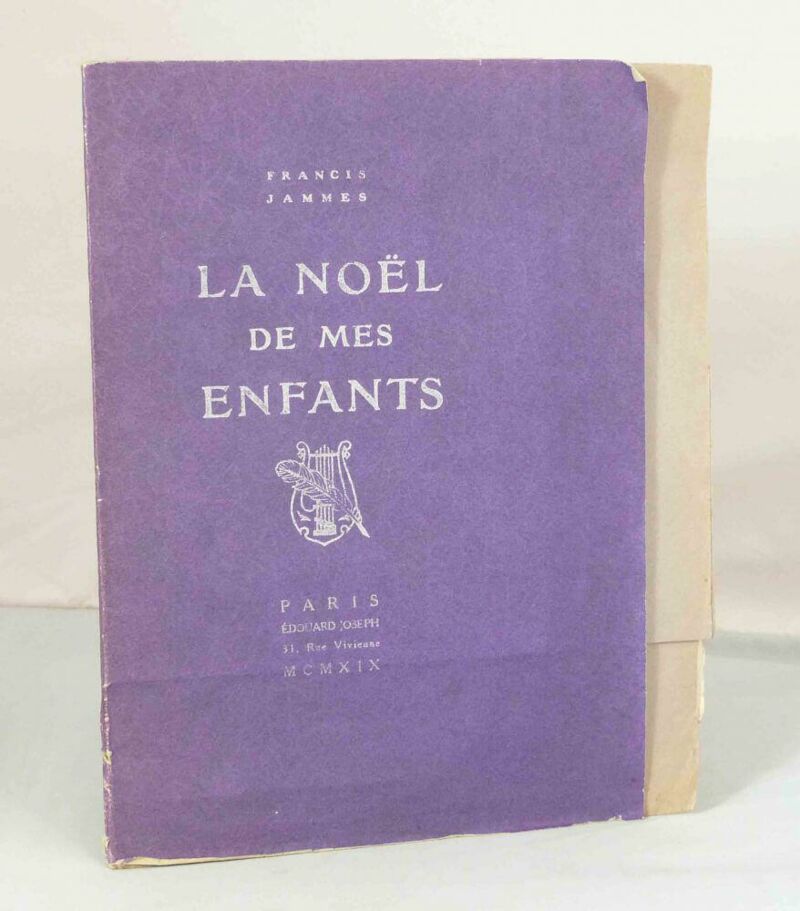 FRANCIS
JAMMES
LA NOËL
DE MES
ENFANTS
PARIS
ÉDOUARD JOSEPH
31, Rue Vivienne
MCMXIX